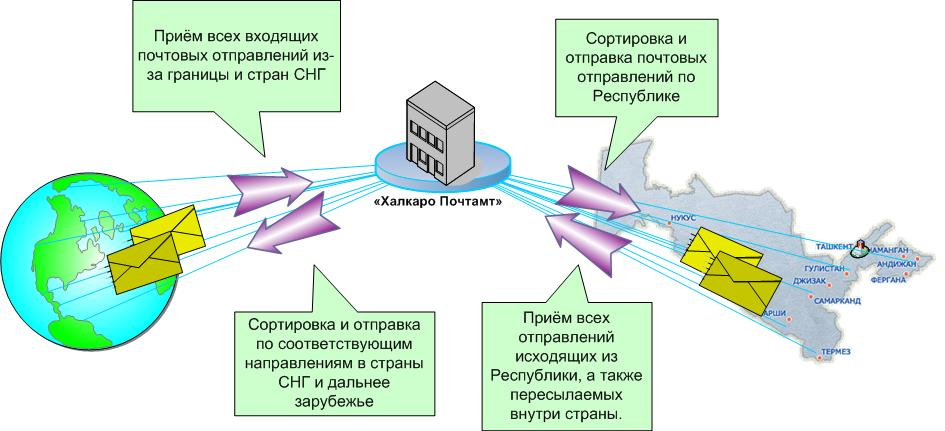 Приём всех входящих
почтовых отправлений из-
за границы и стран СНГ
Сортировка и
отправка почтовых
отправлений по
Республике
«Халкаро Почтамт»
НУКУС
ТАШКЕНТ
АМАНГАН
АНДИЖАН
ФЕРГАНА
ГУЛИСТАН
ДЖИЗАК
САМАРКАНД
АРШИ
ТЕРМЕЗ
Сортировка и отправка
по соответствующим
направлениям в страны
СНГ и дальнее
зарубежье
Приём всех
отправлений
исходящих из
Республики, а также
пересылаемых
внутри страны.